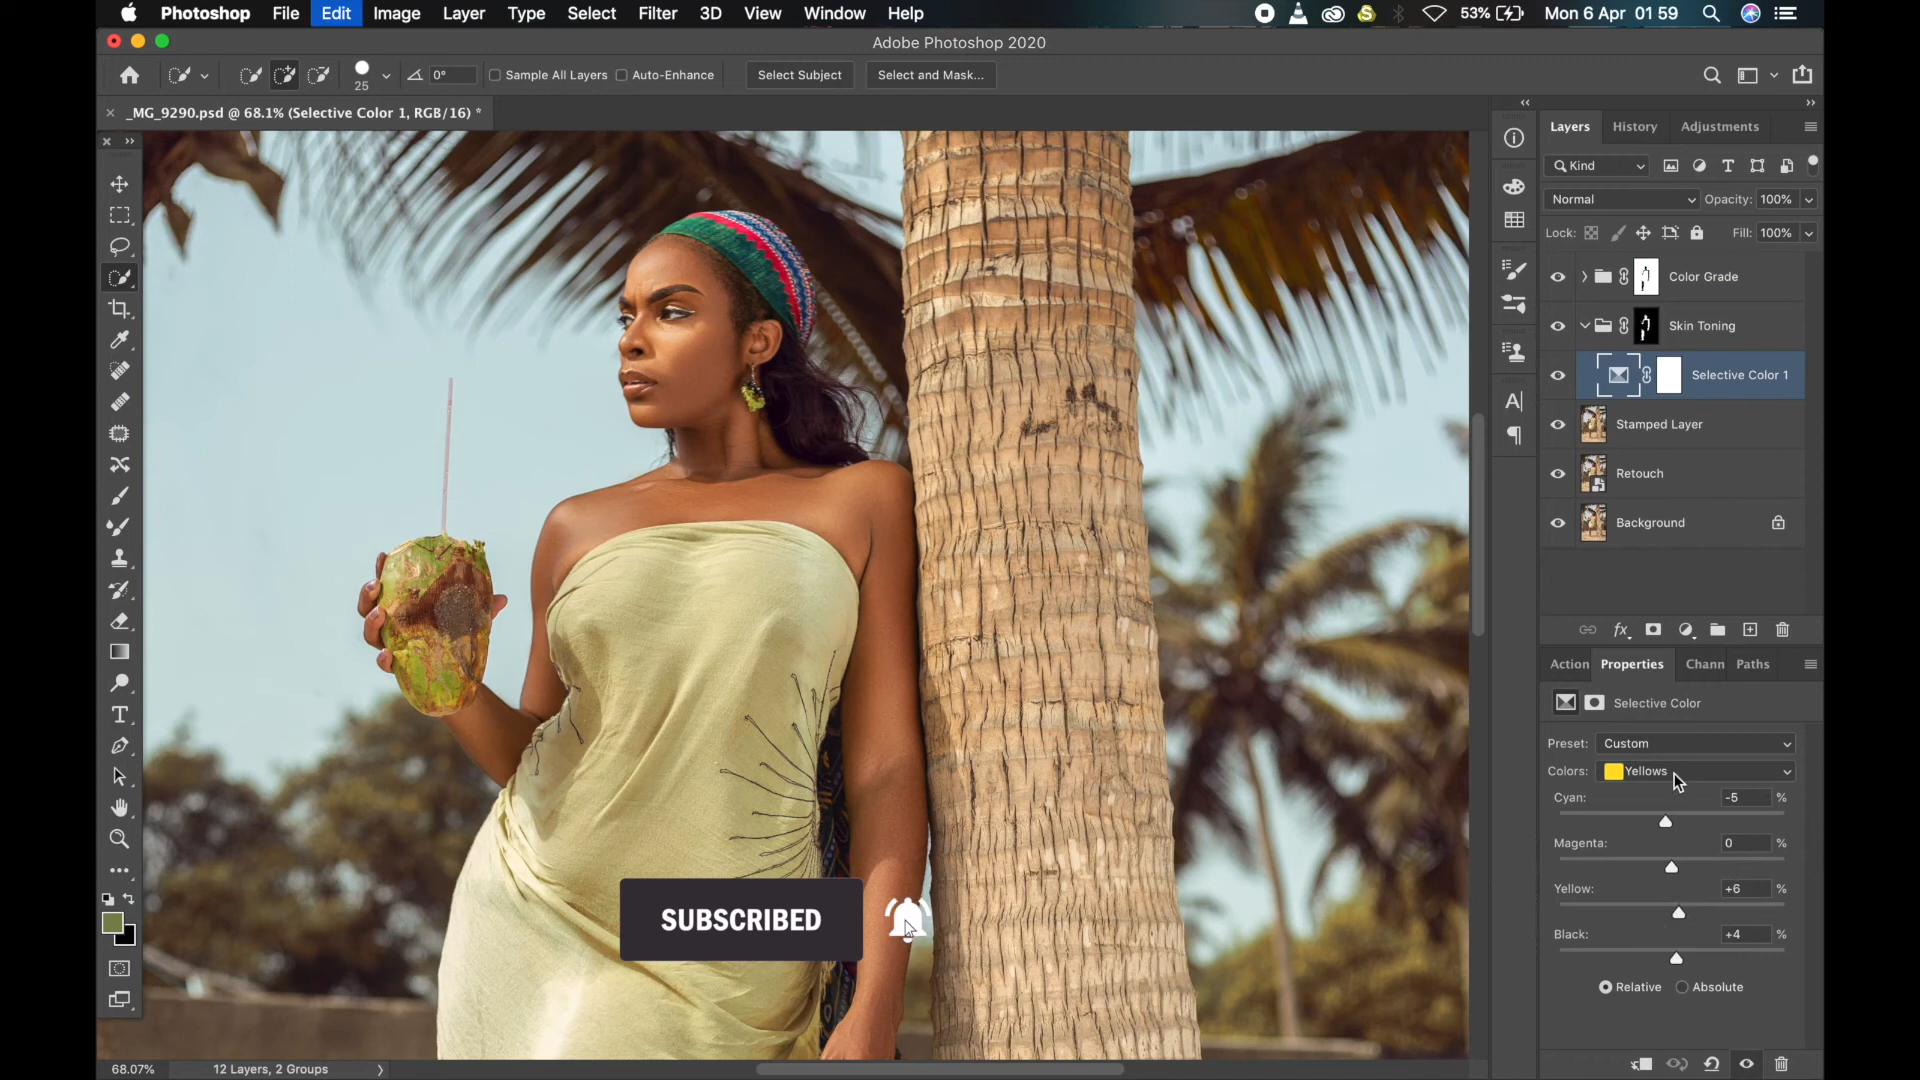 Photoshop File Edit Image Layer Type Select Filter 3D View Window Help 53% Mon 6 Apr 01 59
Adobe Photoshop 2020
25 0° Sample All Layers Auto-Enhance Select Subject Select and Mask...
_MG_9290.psd @ 68.1% (Selective Color 1, RGB/16) *
Layers History Adjustments
Kind
Normal Opacity: 100%
Lock: Fill: 100%
Color Grade
Skin Toning
Selective Color 1
Stamped Layer
Retouch
Background
Action Properties Chann Paths
Selective Color
Preset: Custom
Colors: Yellows
Cyan: -5 %
Magenta: 0 %
Yellow: +6 %
Black: +4 %
Relative Absolute
SUBSCRIBED
68.07% 12 Layers, 2 Groups